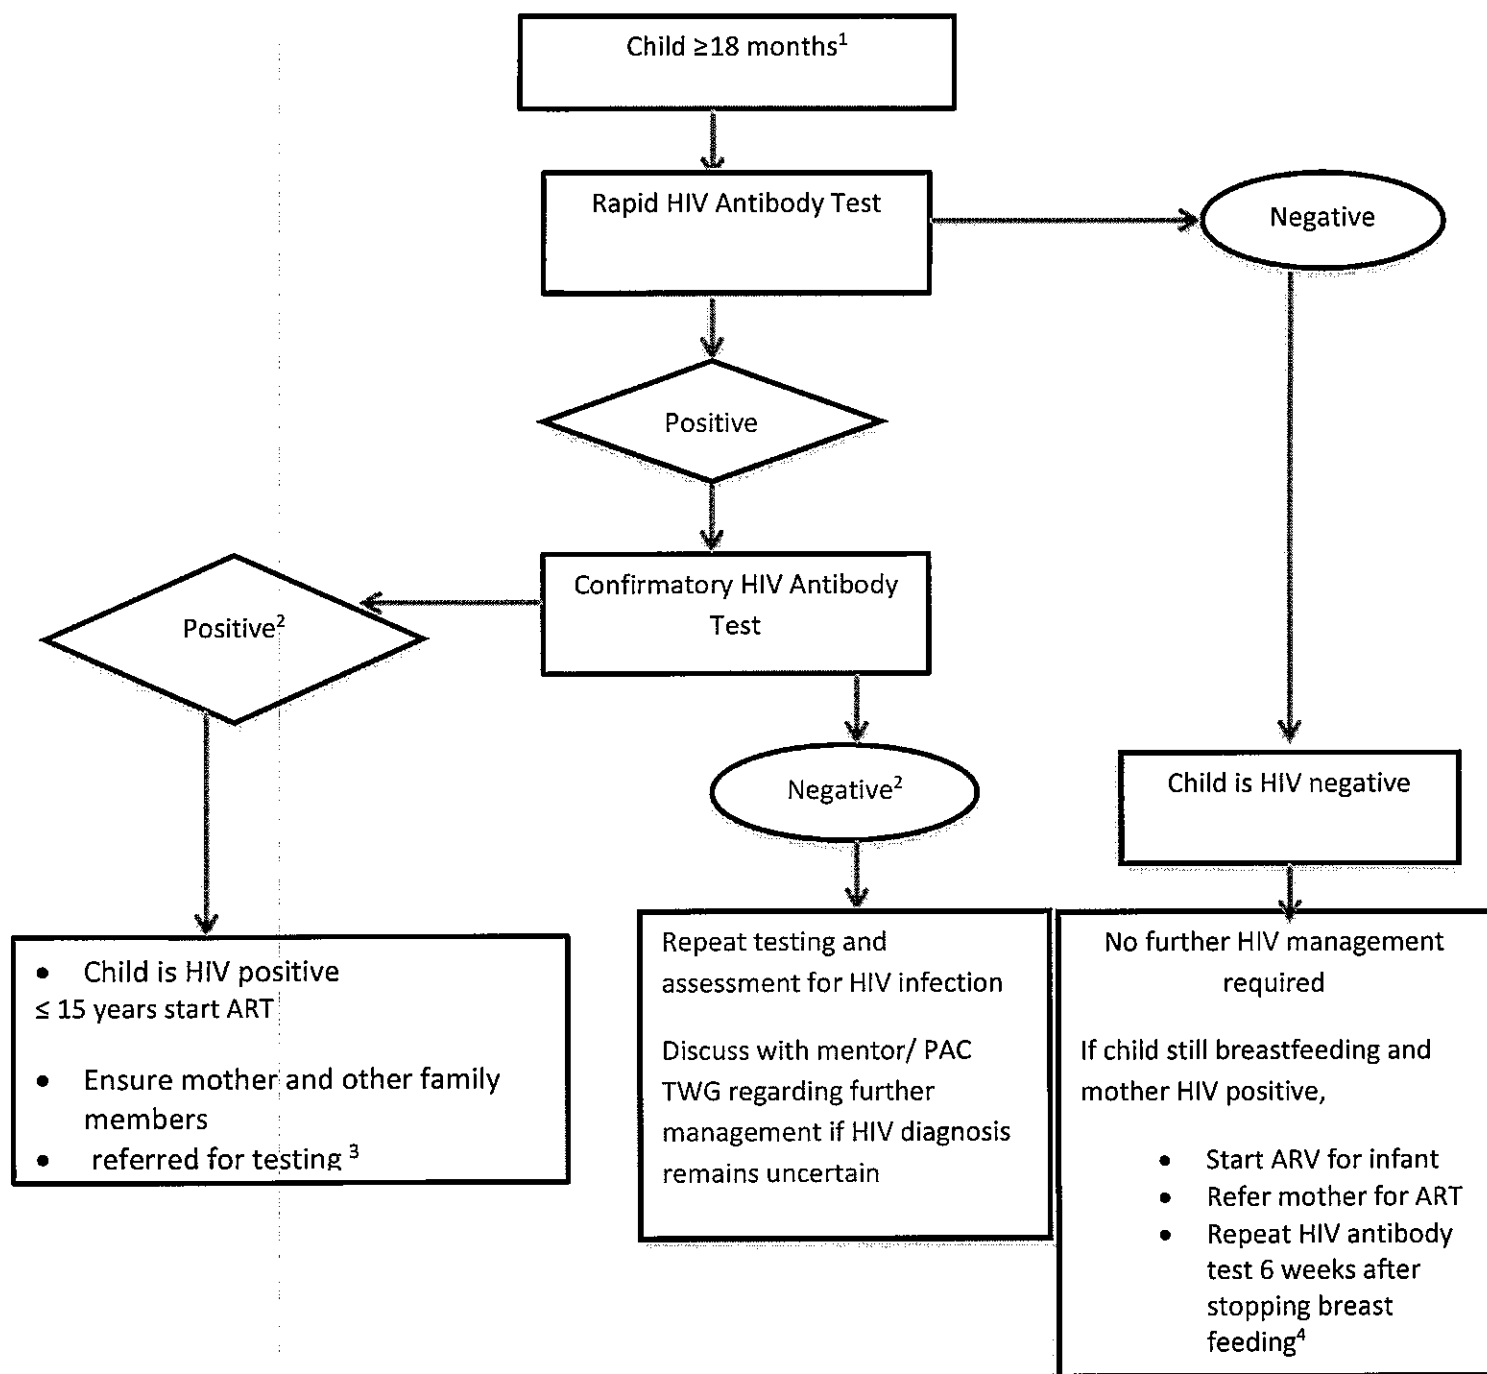 Child ≥18 months¹
Rapid HIV Antibody Test
Negative
Positive
Confirmatory HIV Antibody
Test
Positive²
Negative²
Child is HIV negative
• Child is HIV positive
≤ 15 years start ART
• Ensure mother and other family
members
• referred for testing ³
Repeat testing and
assessment for HIV infection
Discuss with mentor/ PAC
TWG regarding further
management if HIV diagnosis
remains uncertain
No further HIV management
required
If child still breastfeeding and
mother HIV positive,
• Start ARV for infant
• Refer mother for ART
• Repeat HIV antibody
test 6 weeks after
stopping breast
feeding⁴